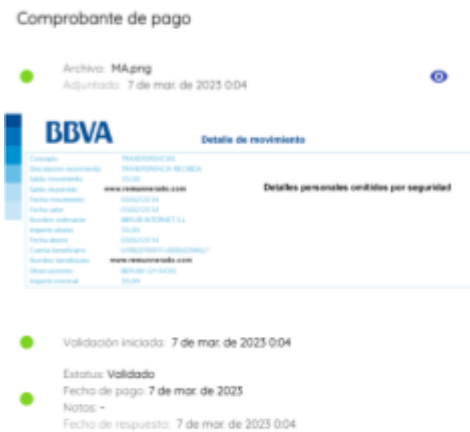 Comprobante de pago
Archivo: MA.png
Adjuntado: 7 de mar. de 2023 0:04
BBVA
Detalle de movimiento
Concepto TRANSFERENCIAS
Descripción movimiento TRANSFERENCIA RECIBIDA
Saldo movimiento
Saldo disponible www.remunnerado.com
Detalles personales omitidos por seguridad
Fecha movimiento
Fecha valor
Nombre ordenante
Importe abono
Fecha abono
Cuenta beneficiario
Nombre beneficiario www.remunnerado.com
Observaciones
Importe nominal
Validación iniciada: 7 de mar. de 2023 0:04
Estatus: Validado
Fecha de pago: 7 de mar. de 2023
Notas: -
Fecha de respuesta: 7 de mar. de 2023 0:04